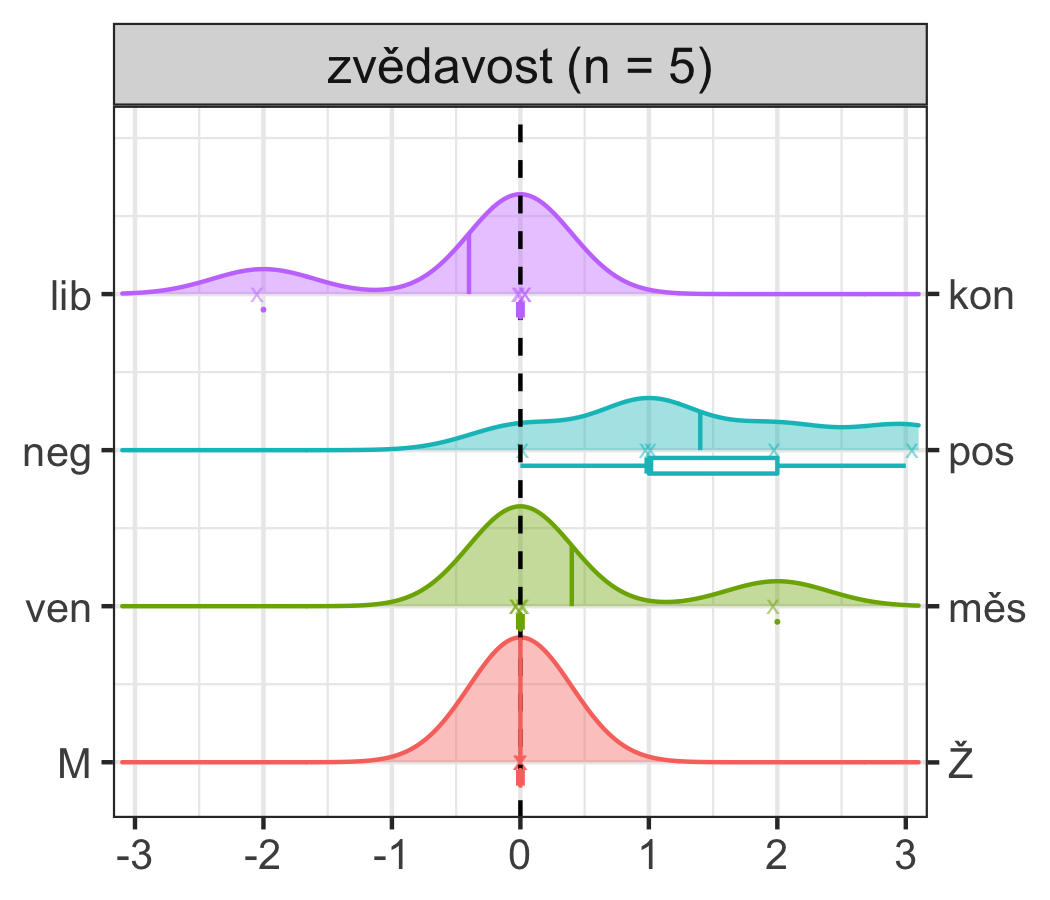 zvědavost (n = 5)
lib kon
neg pos
ven měs
M Ž
-3 -2 -1 0 1 2 3